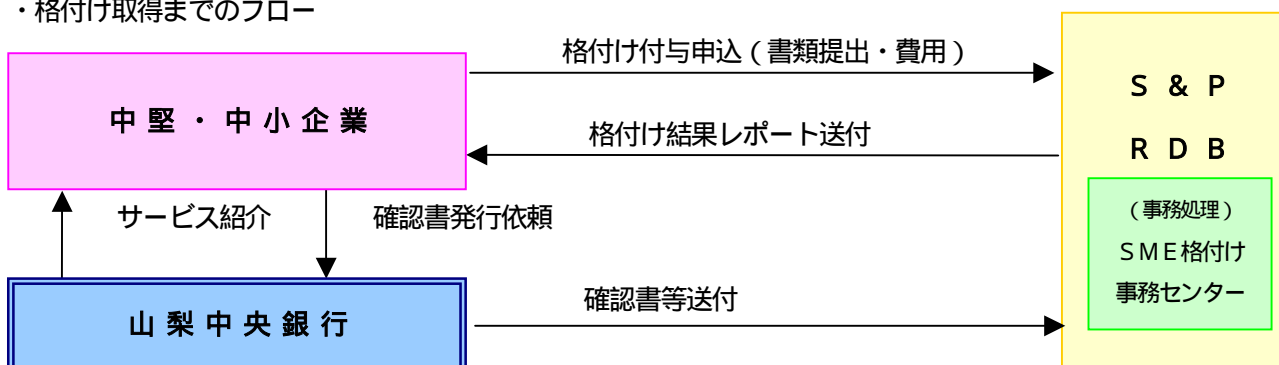 ・格付け取得までのフロー
格付け付与申込（書類提出・費用）
中堅・中小企業
格付け結果レポート送付
Ｓ＆Ｐ
ＲＤＢ
（事務処理）
ＳＭＥ格付け
事務センター
サービス紹介
確認書発行依頼
確認書等送付
山梨中央銀行